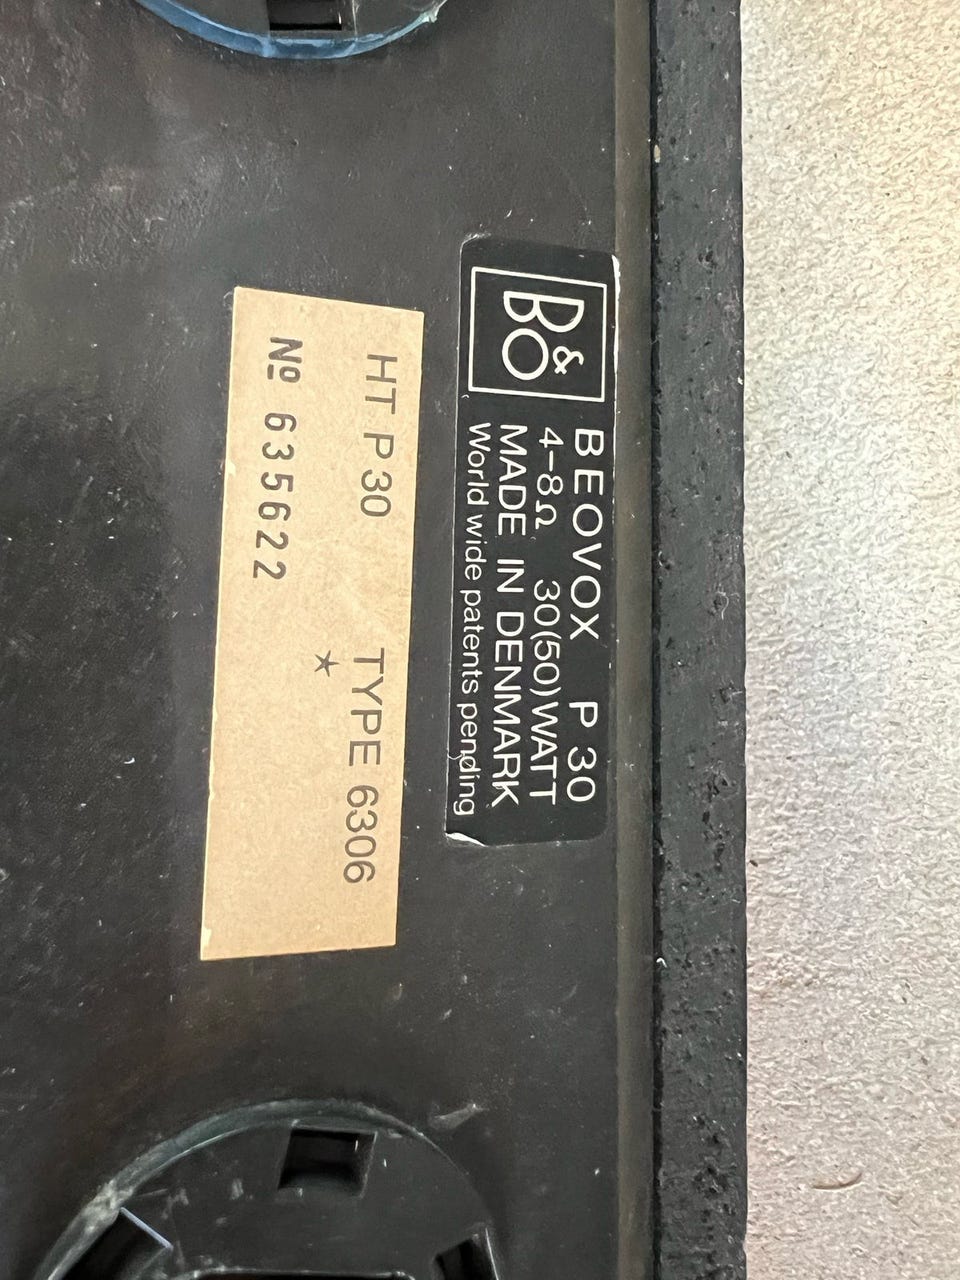 B&O
BEOVOX P 30
4-8Ω 30(50)WATT
MADE IN DENMARK
World wide patents pending
HT P30 TYPE 6306
★
№ 635622